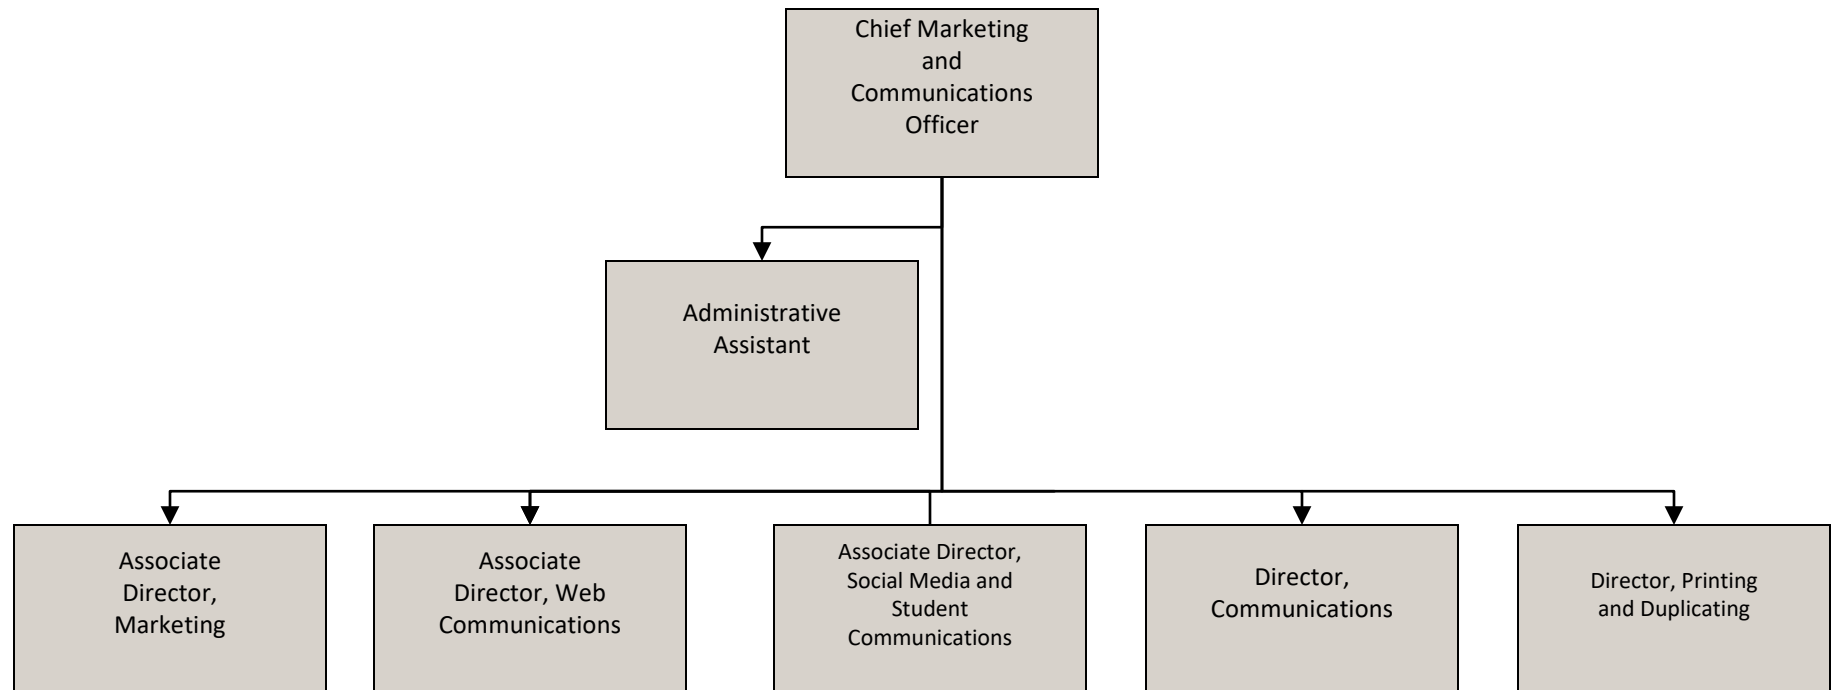 Chief Marketing
and
Communications
Officer
Administrative
Assistant
Associate
Director,
Marketing
Associate
Director, Web
Communications
Associate Director,
Social Media and
Student
Communications
Director,
Communications
Director, Printing
and Duplicating